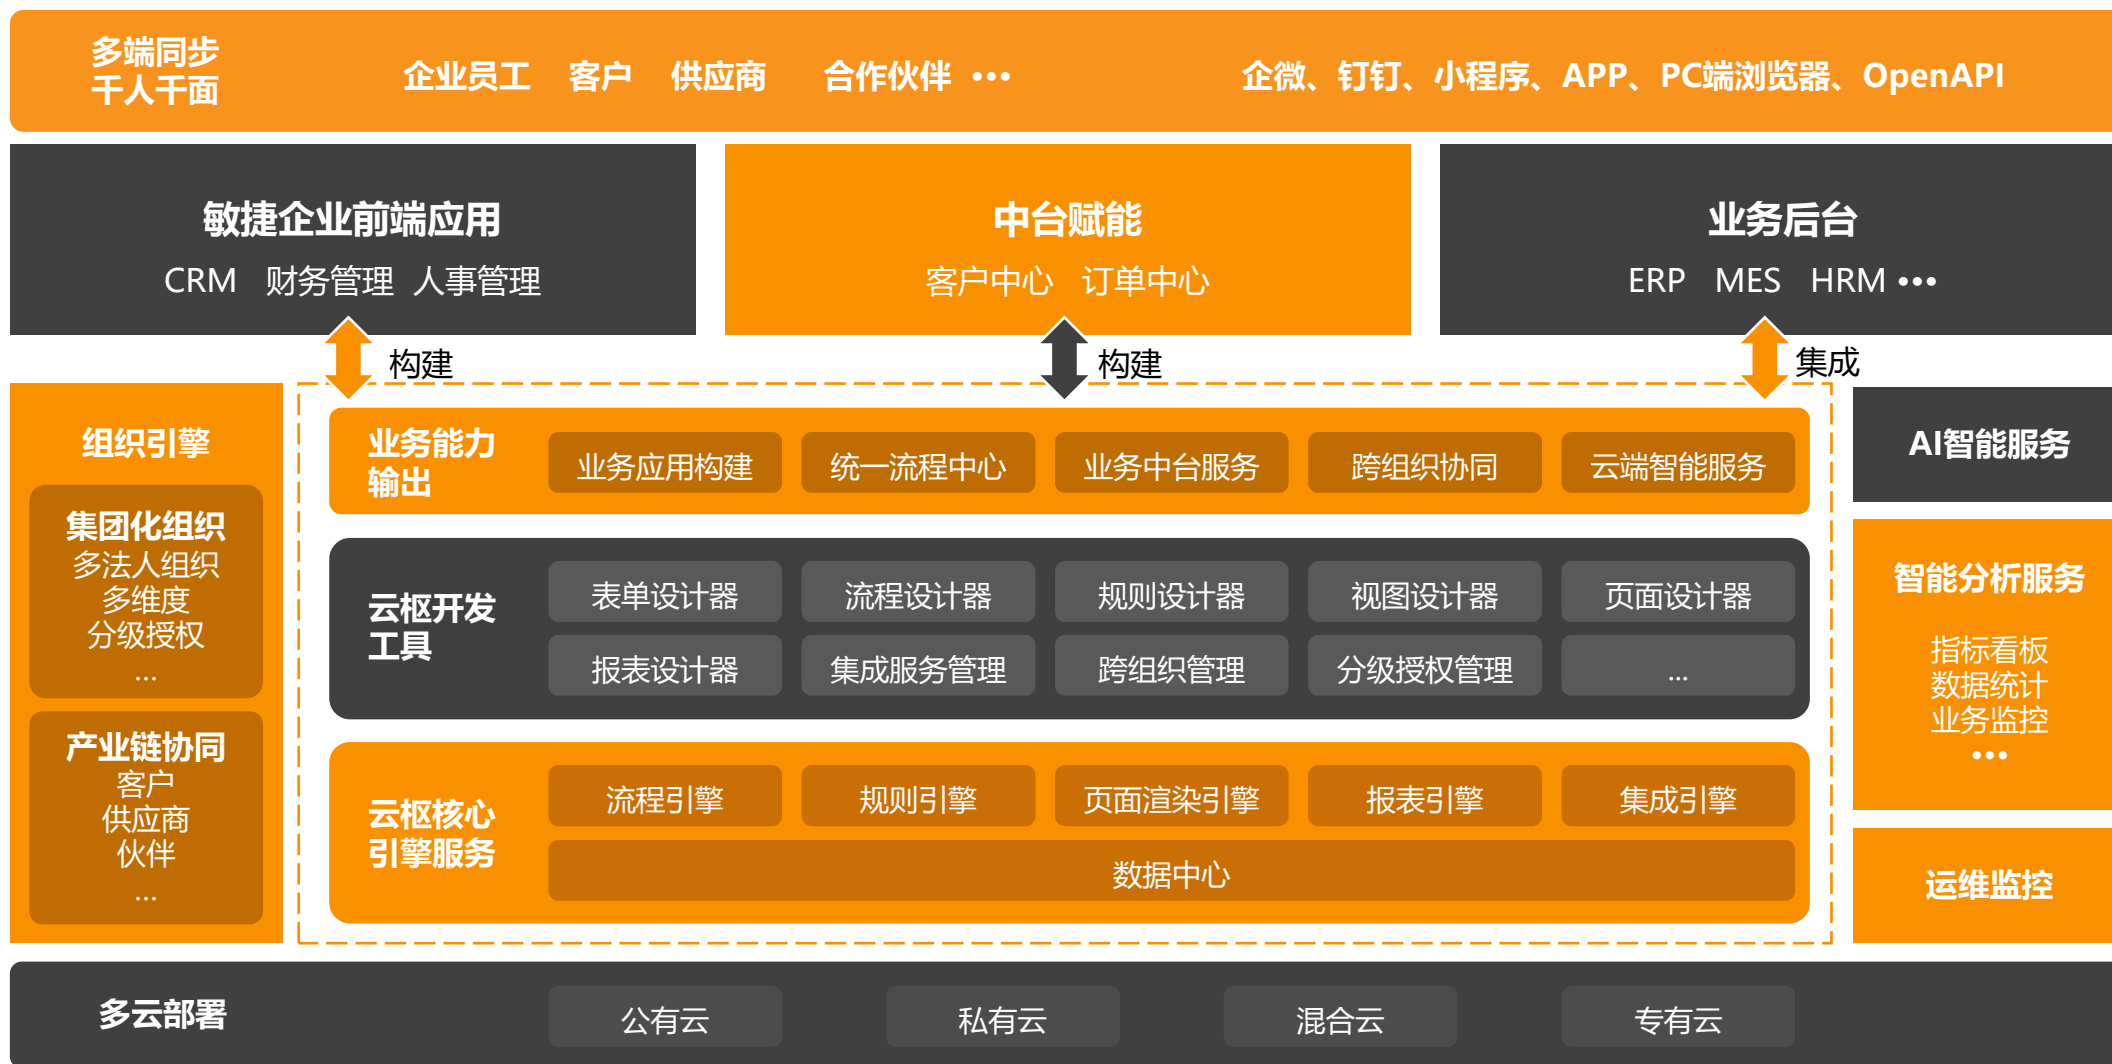 多端同步
千人千面
企业员工 客户 供应商 合作伙伴 •••
企微、钉钉、小程序、APP、PC端浏览器、OpenAPI
敏捷企业前端应用
CRM 财务管理 人事管理
中台赋能
客户中心 订单中心
业务后台
ERP MES HRM •••
构建
构建
集成
组织引擎
集团化组织
多法人组织
多维度
分级授权
...
产业链协同
客户
供应商
伙伴
...
业务能力
输出
业务应用构建
统一流程中心
业务中台服务
跨组织协同
云端智能服务
云枢开发
工具
表单设计器
流程设计器
规则设计器
视图设计器
页面设计器
报表设计器
集成服务管理
跨组织管理
分级授权管理
...
云枢核心
引擎服务
流程引擎
规则引擎
页面渲染引擎
报表引擎
集成引擎
数据中心
AI智能服务
智能分析服务
指标看板
数据统计
业务监控
•••
运维监控
多云部署
公有云
私有云
混合云
专有云